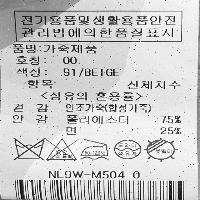 전기용품및생활용품안전
관리법에의한품질표시
품명:가죽제품
호칭: 00
색상: 91/BEIGE
항목: 신체치수
<섬유의 혼용률>
겉감: 인조가죽(합성가죽)
안감 폴리에스터 75%
면 25%
NL9W-M504 0